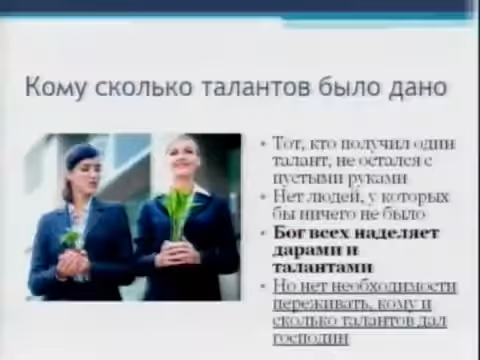 Кому сколько талантов было дано
• Тот, кто получил один
талант, не остался с
пустыми руками
• Нет людей, у которых
бы ничего не было
• Бог всех наделяет
дарами и
талантами
• Но нет необходимости
переживать, кому и
сколько талантов дал
господин